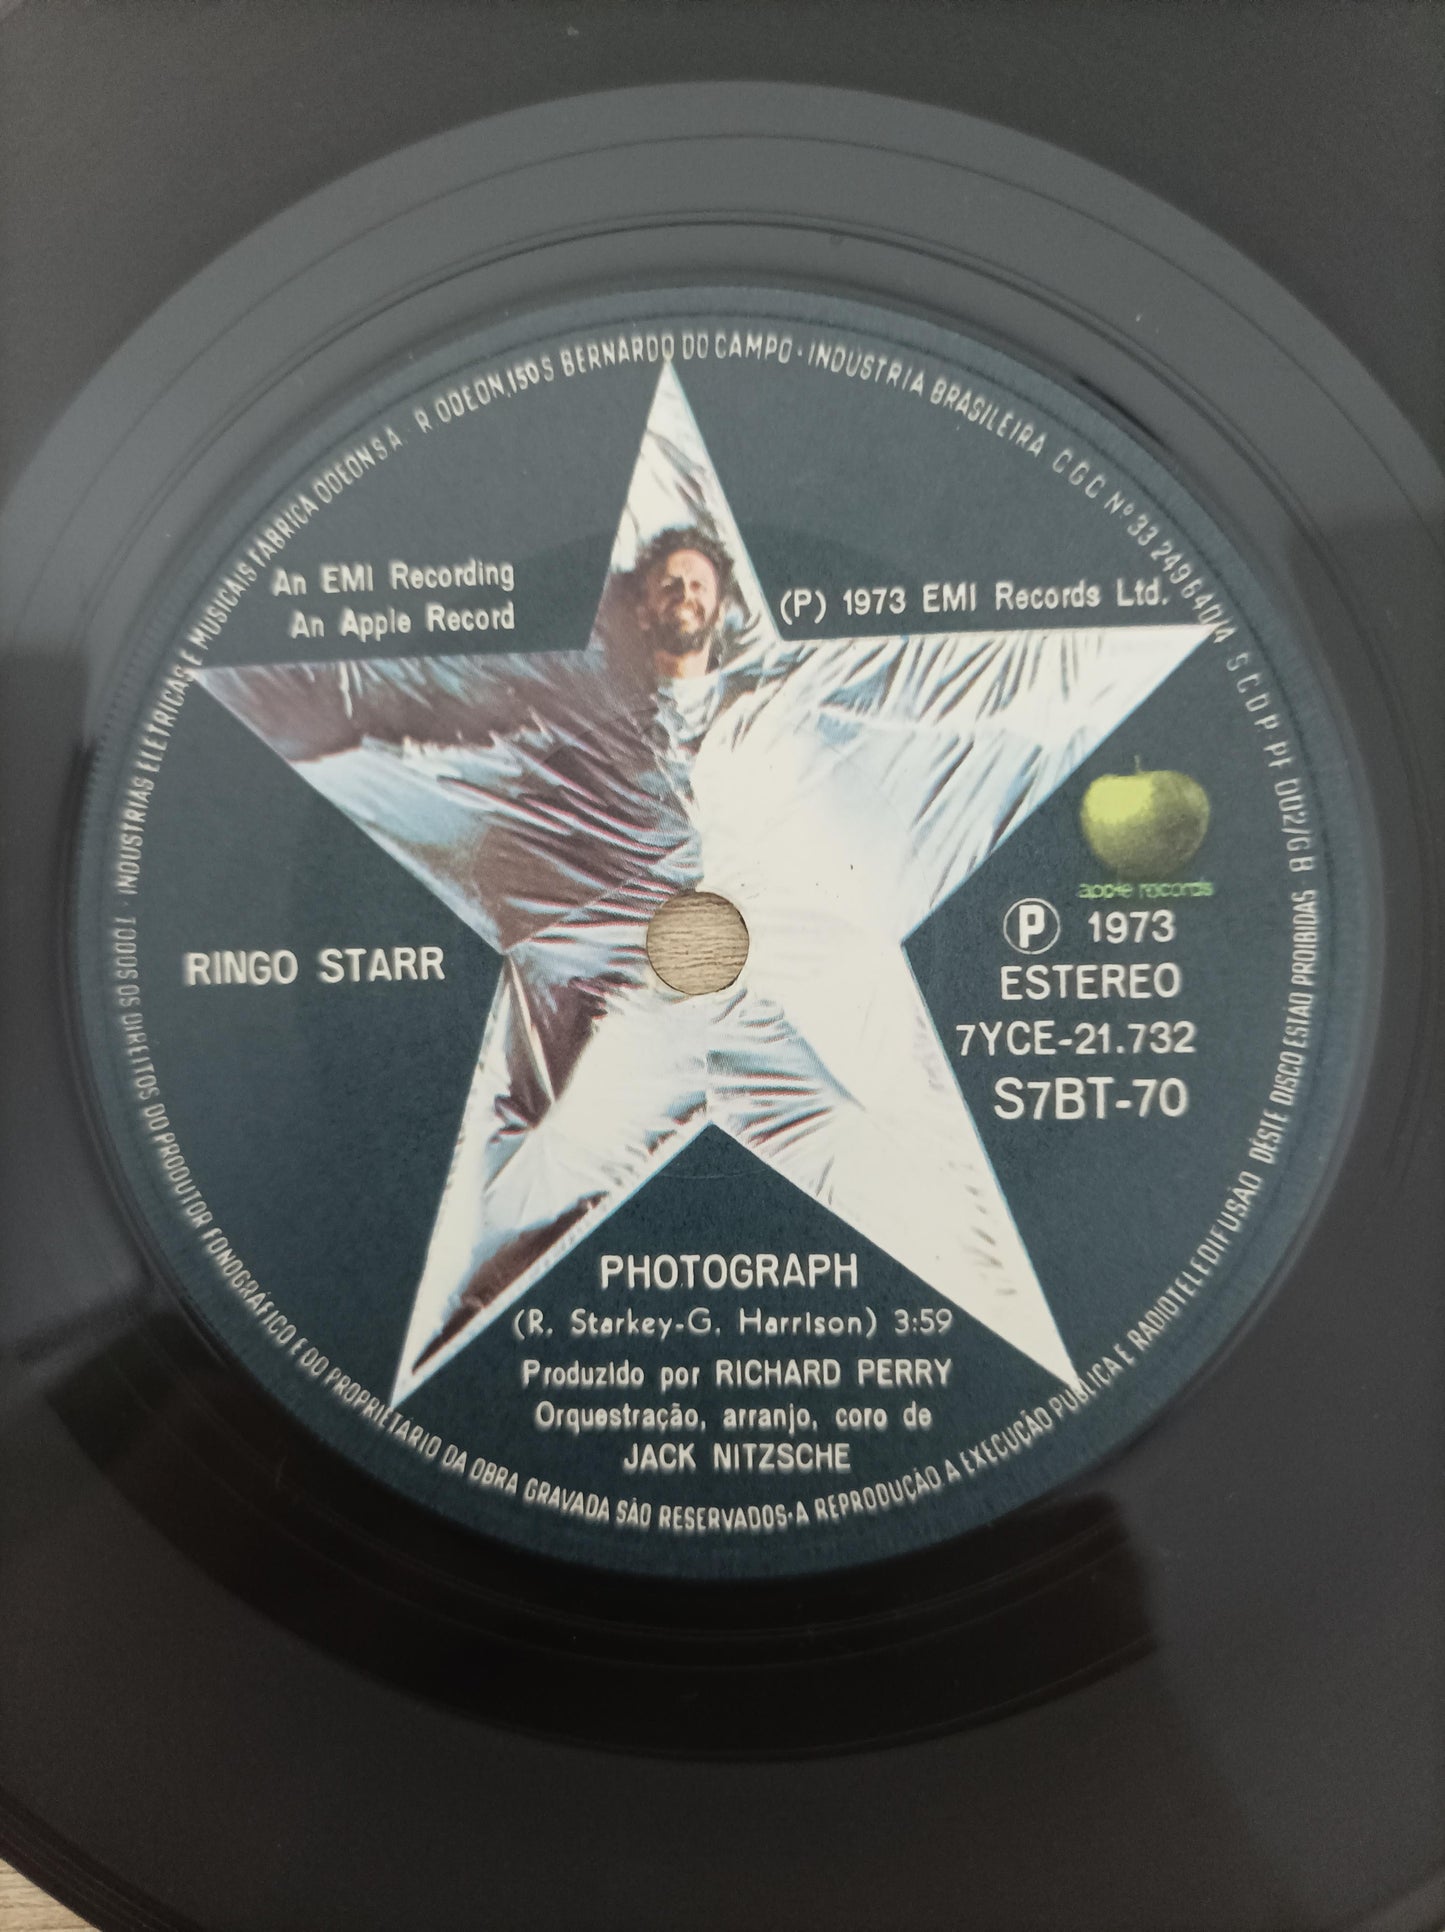 INDUSTRIAS ELETRICAS E MUSICAIS FABRICA ODEON S A · R ODEON, 150 S BERNARDO DO CAMPO · INDUSTRIA BRASILEIRA C G C Nº 33 249 640/4 S C D P PF 002/GB
An EMI Recording
An Apple Record
(P) 1973 EMI Records Ltd.
apple records
RINGO STARR
Ⓟ 1973
ESTEREO
7YCE-21.732
S7BT-70
PHOTOGRAPH
(R. Starkey-G. Harrison) 3:59
Produzido por RICHARD PERRY
Orquestração, arranjo, coro de
JACK NITZSCHE
TODOS OS DIREITOS DO PRODUTOR FONOGRÁFICO E DO PROPRIETARIO DA OBRA GRAVADA SÃO RESERVADOS·A REPRODUÇÃO A EXECUÇÃO PUBLICA E RADIOTELEDIFUSÃO DÊSTE DISCO ESTÃO PROIBIDAS